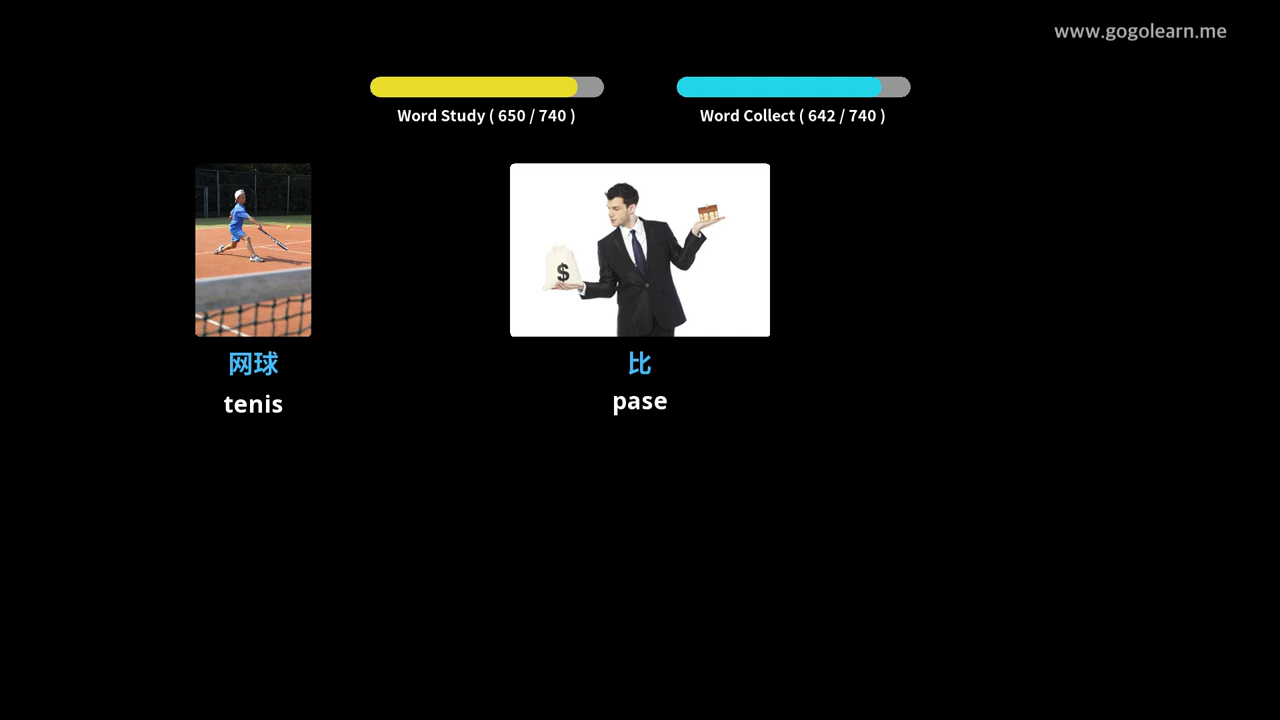 www.gogolearn.me
Word Study ( 650 / 740 )
Word Collect ( 642 / 740 )
$
网球
比
tenis
pase